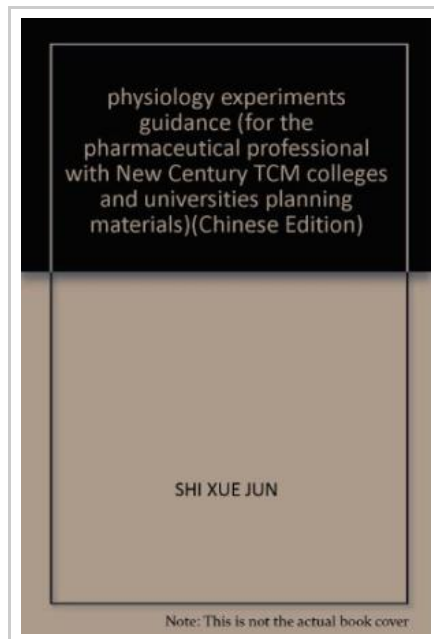 physiology experiments
guidance (for the
pharmaceutical professional
with New Century TCM colleges
and universities planning
materials)(Chinese Edition)
SHI XUE JUN
Note: This is not the actual book cover